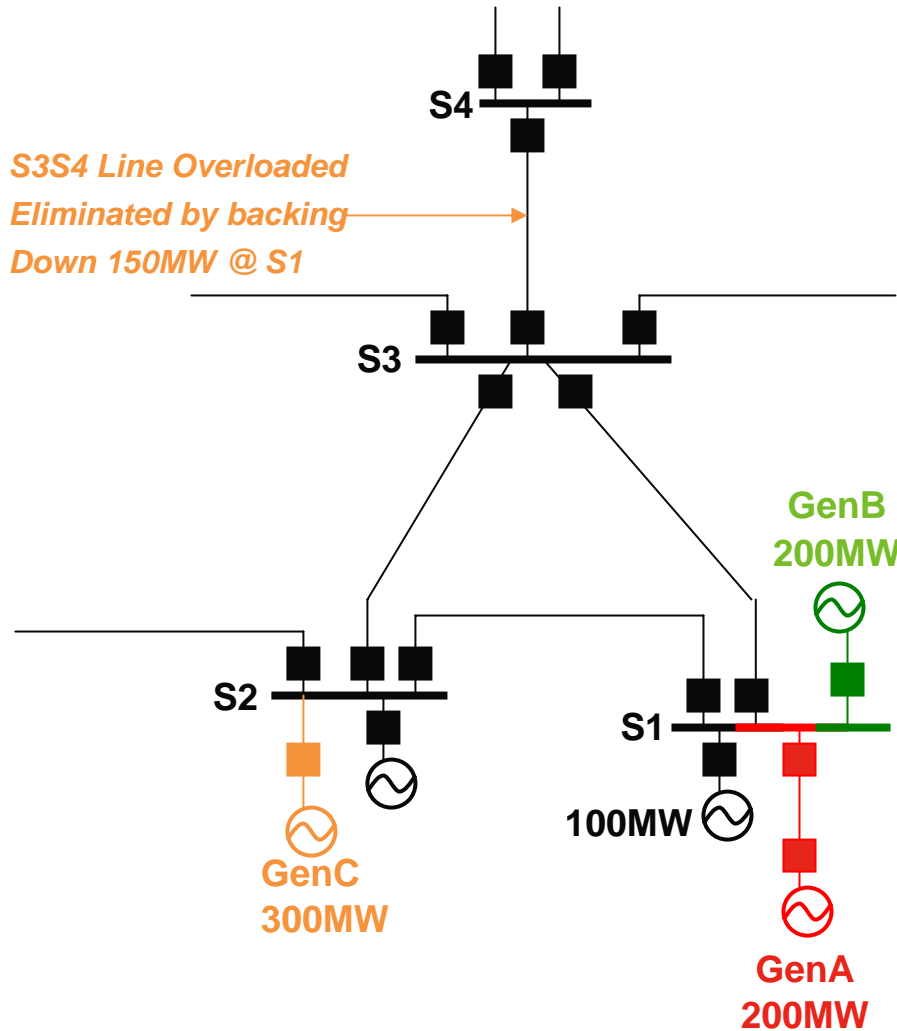 S4
S3S4 Line Overloaded
Eliminated by backing
Down 150MW @ S1
S3
GenB
200MW
S2
S1
100MW
GenC
300MW
GenA
200MW